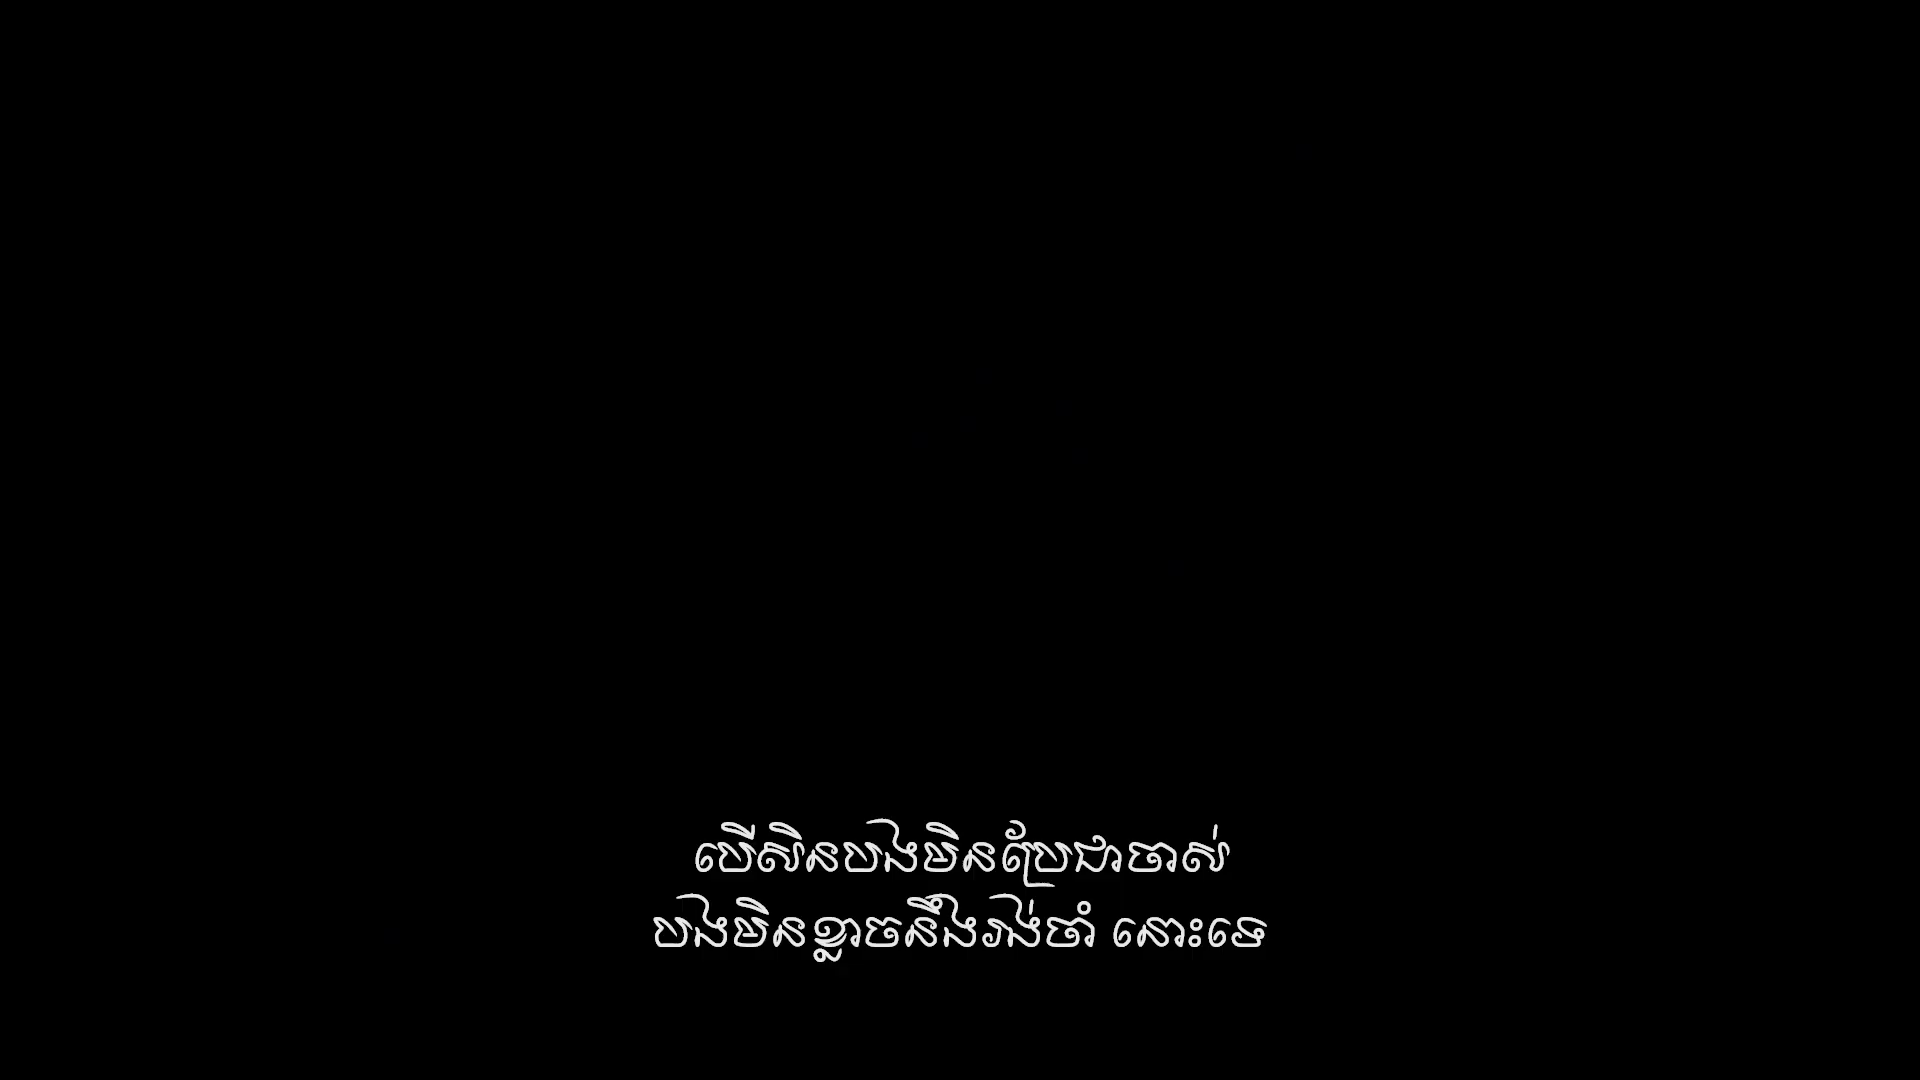 បើសិនបងមិនប្រែជាចាស់
បងមិនខ្លាចនឹងរង់ចាំ នោះទេ